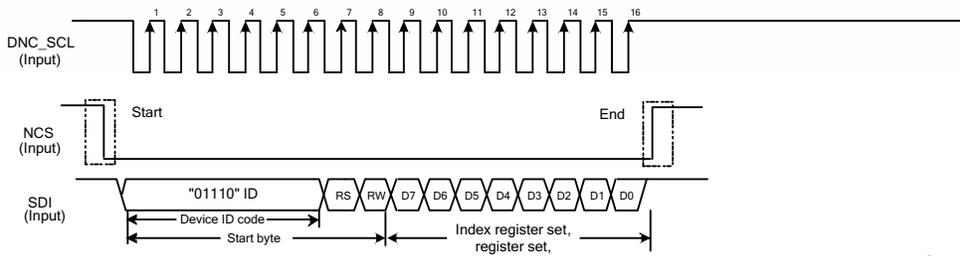 1 2 3 4 5 6 7 8 9 10 11 12 13 14 15 16
DNC_SCL
(Input)
Start
End
NCS
(Input)
SDI
(Input)
"01110" ID
RS RW D7 D6 D5 D4 D3 D2 D1 D0
Device ID code
Start byte
Index register set,
register set,